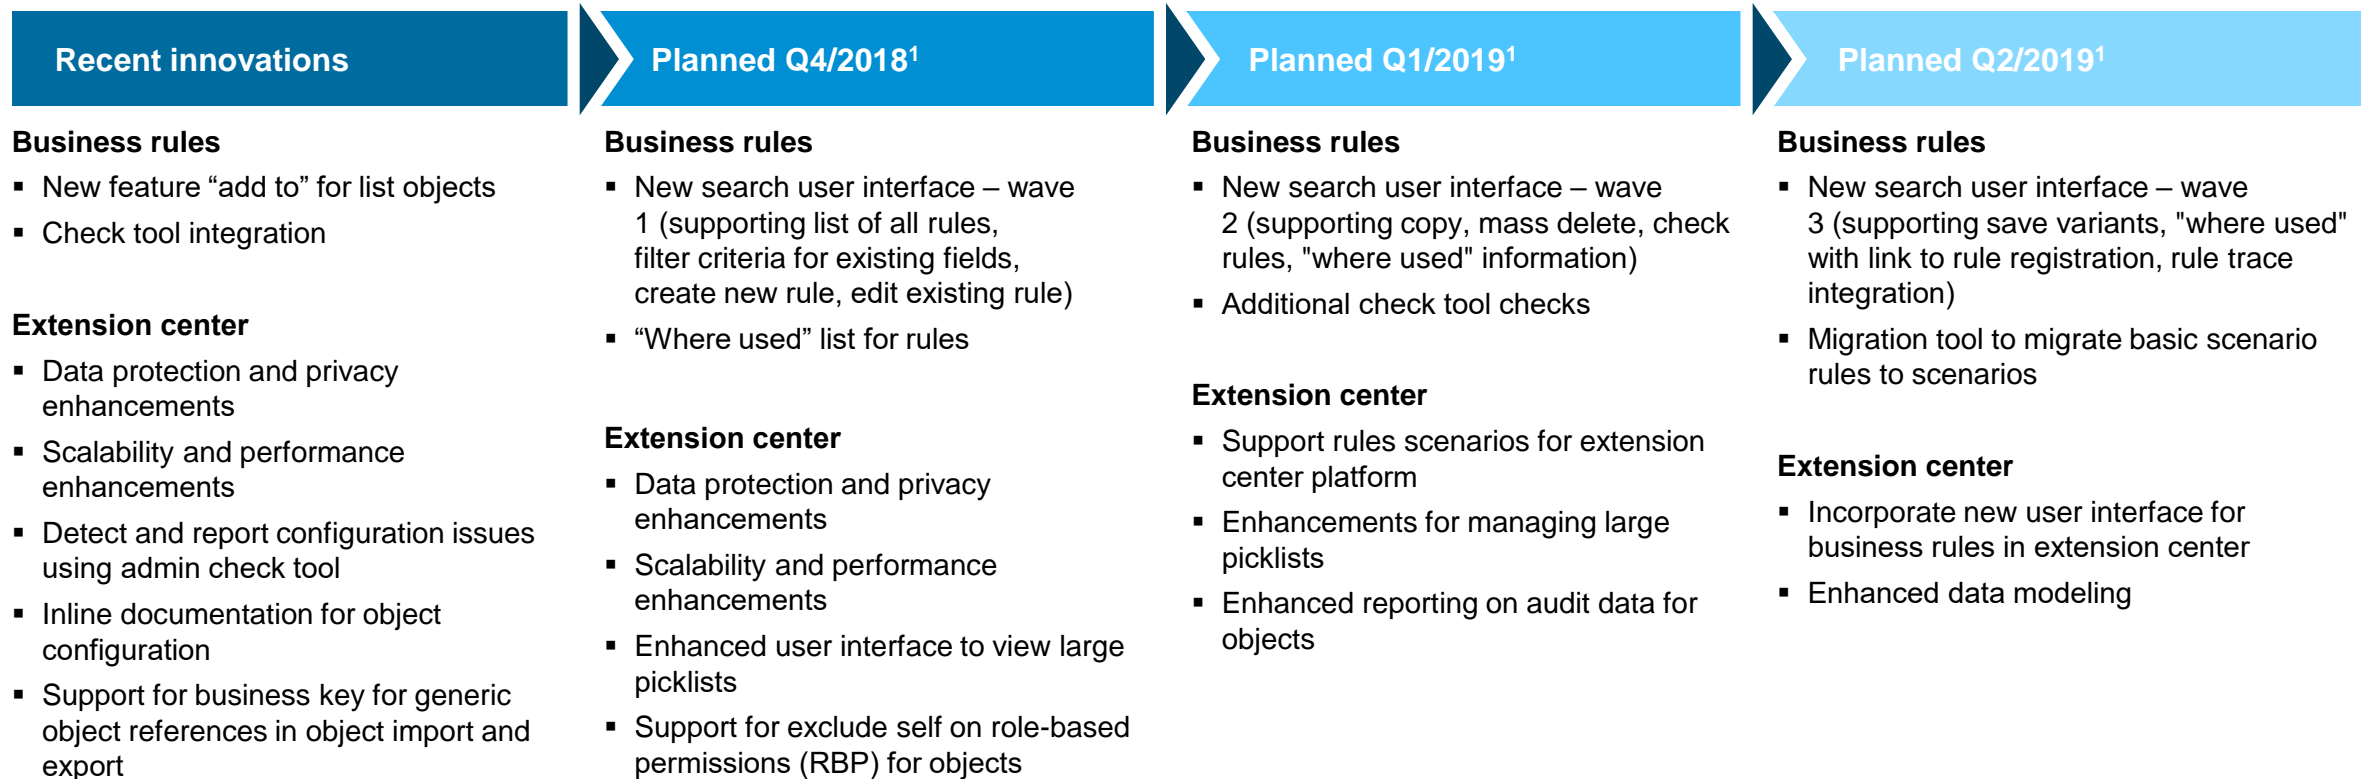 Recent innovations
Business rules
▪ New feature “add to” for list objects
▪ Check tool integration
Extension center
▪ Data protection and privacy
enhancements
▪ Scalability and performance
enhancements
▪ Detect and report configuration issues
using admin check tool
▪ Inline documentation for object
configuration
▪ Support for business key for generic
object references in object import and
export
Planned Q4/2018¹
Business rules
▪ New search user interface – wave
1 (supporting list of all rules,
filter criteria for existing fields,
create new rule, edit existing rule)
▪ “Where used” list for rules
Extension center
▪ Data protection and privacy
enhancements
▪ Scalability and performance
enhancements
▪ Enhanced user interface to view large
picklists
▪ Support for exclude self on role-based
permissions (RBP) for objects
Planned Q1/2019¹
Business rules
▪ New search user interface – wave
2 (supporting copy, mass delete, check
rules, "where used" information)
▪ Additional check tool checks
Extension center
▪ Support rules scenarios for extension
center platform
▪ Enhancements for managing large
picklists
▪ Enhanced reporting on audit data for
objects
Planned Q2/2019¹
Business rules
▪ New search user interface – wave
3 (supporting save variants, "where used"
with link to rule registration, rule trace
integration)
▪ Migration tool to migrate basic scenario
rules to scenarios
Extension center
▪ Incorporate new user interface for
business rules in extension center
▪ Enhanced data modeling